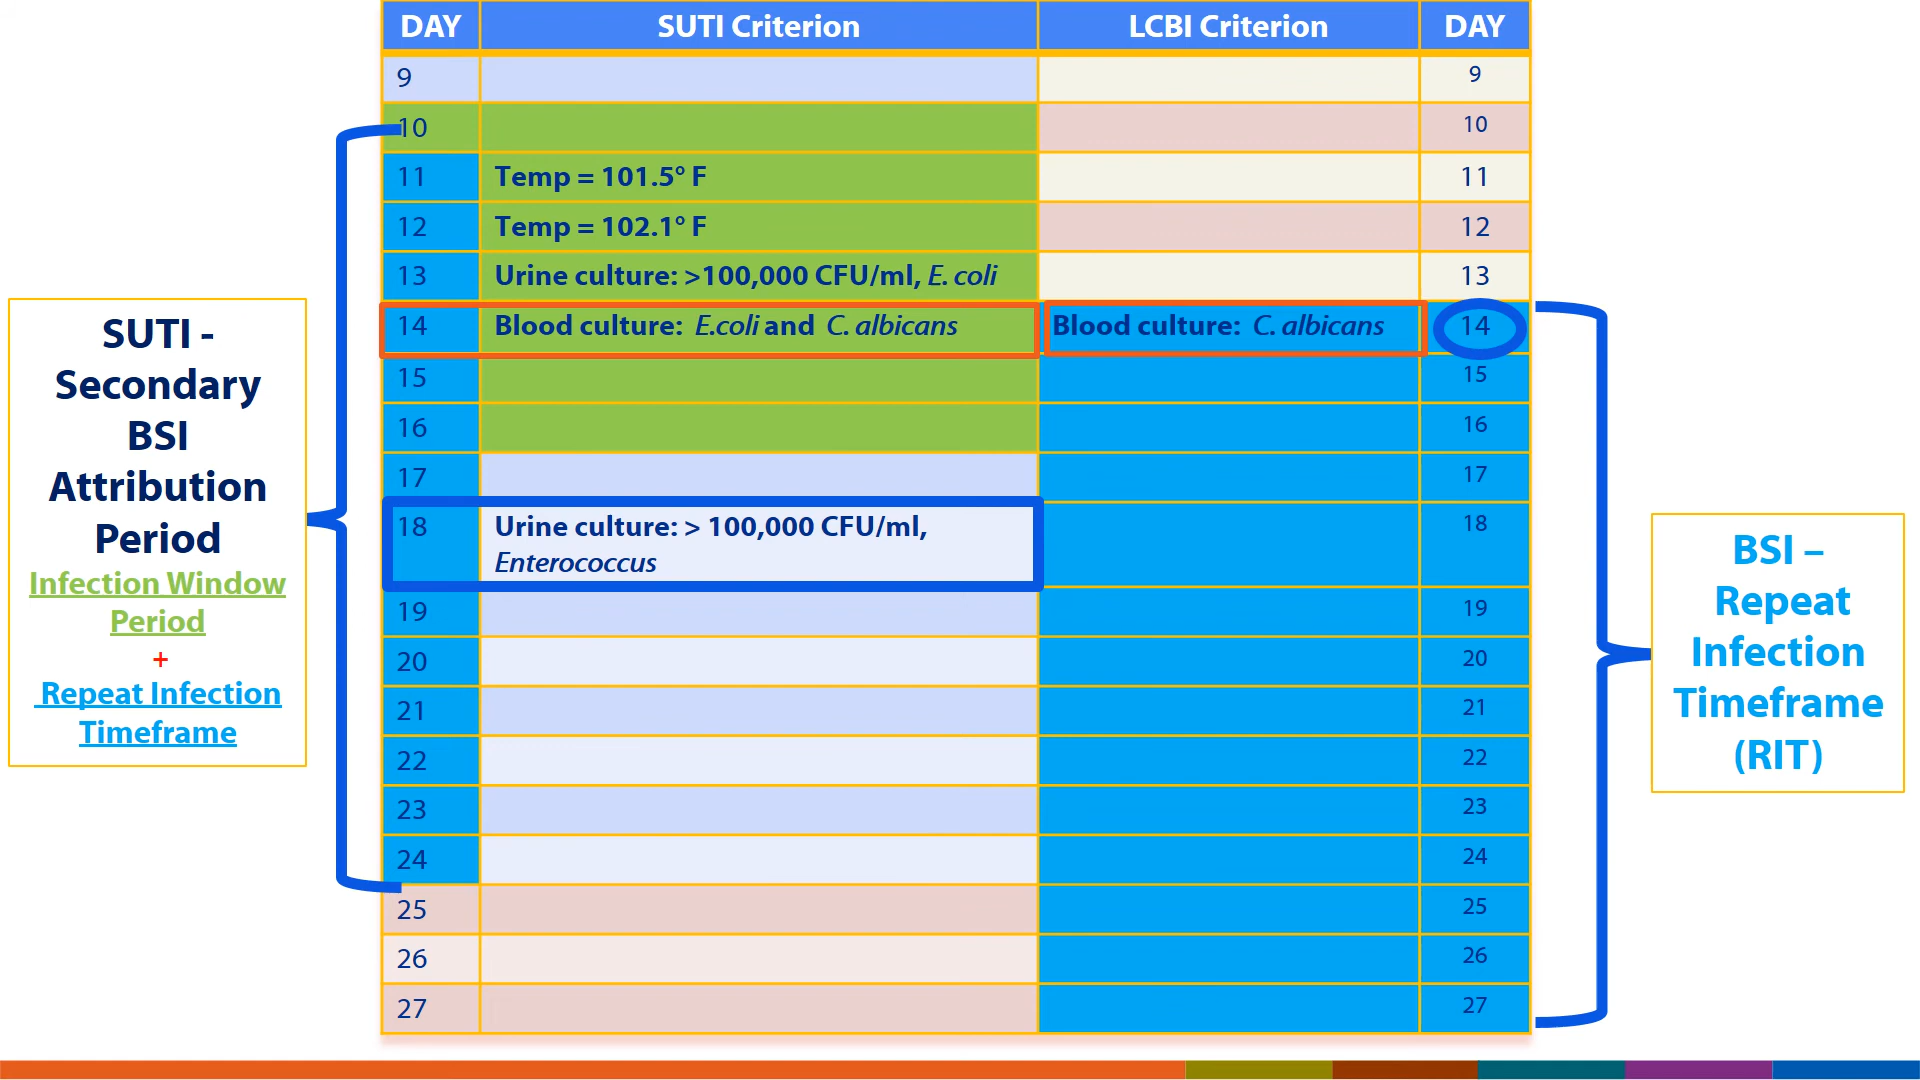 DAY SUTI Criterion LCBI Criterion DAY
9 9
10 10
11 Temp = 101.5° F 11
12 Temp = 102.1° F 12
13 Urine culture: >100,000 CFU/ml, E. coli 13
14 Blood culture: E.coli and C. albicans Blood culture: C. albicans 14
15 15
16 16
17 17
18 Urine culture: > 100,000 CFU/ml, 18
Enterococcus
19 19
20 20
21 21
22 22
23 23
24 24
25 25
26 26
27 27
SUTI -
Secondary
BSI
Attribution
Period
Infection Window
Period
+
Repeat Infection
Timeframe
BSI –
Repeat
Infection
Timeframe
(RIT)